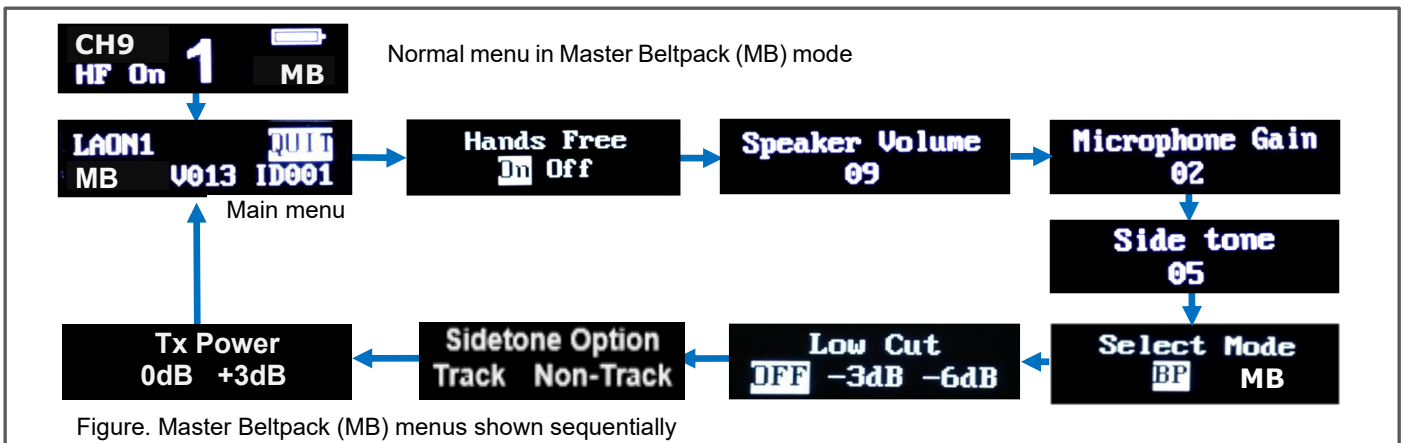 CH9 1
HF On MB
Normal menu in Master Beltpack (MB) mode
LAON1 QUIT
MB V013 ID001
Main menu
Hands Free
On Off
Speaker Volume
09
Microphone Gain
02
Side tone
05
Select Mode
BP MB
Low Cut
OFF -3dB -6dB
Sidetone Option
Track Non-Track
Tx Power
0dB +3dB
Figure. Master Beltpack (MB) menus shown sequentially